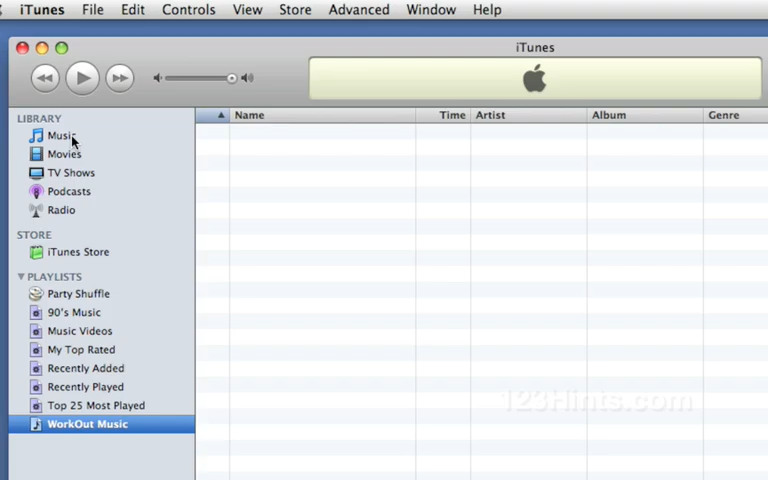 iTunes File Edit Controls View Store Advanced Window Help
iTunes
LIBRARY
Music
Movies
TV Shows
Podcasts
Radio
STORE
iTunes Store
PLAYLISTS
Party Shuffle
90's Music
Music Videos
My Top Rated
Recently Added
Recently Played
Top 25 Most Played
WorkOut Music
Name Time Artist Album Genre
123Hints.com